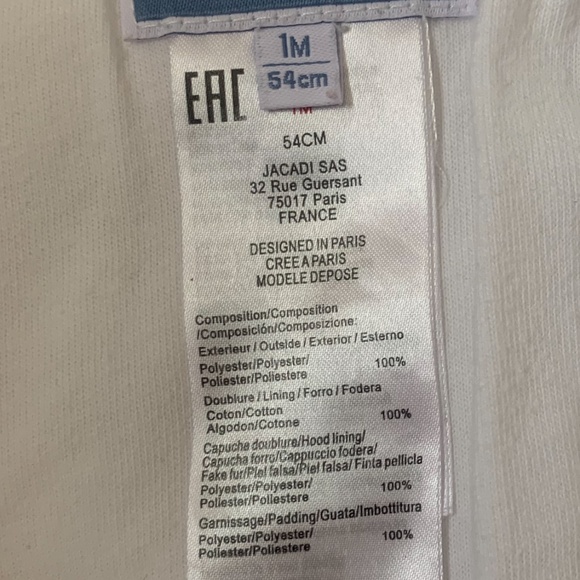 1M
54cm
EAC
1M
54CM
JACADI SAS
32 Rue Guersant
75017 Paris
FRANCE
DESIGNED IN PARIS
CREE A PARIS
MODELE DEPOSE
Composition/Composition
/Composición/Composizione:
Exterieur / Outside / Exterior / Esterno
Polyester/Polyester/ 100%
Poliester/Poliestere
Doublure / Lining / Forro / Fodera
Coton/Cotton 100%
Algodon/Cotone
Capuche doublure/Hood lining/
Capucha forro/Cappuccio fodera/
Fake fur/Piel falsa/Piel falsa/ Finta pellicia
Polyester/Polyester/ 100%
Poliester/Poliestere
Garnissage/Padding/Guata/Imbottitura
Polyester/Polyester/ 100%
Poliester/Poliestere